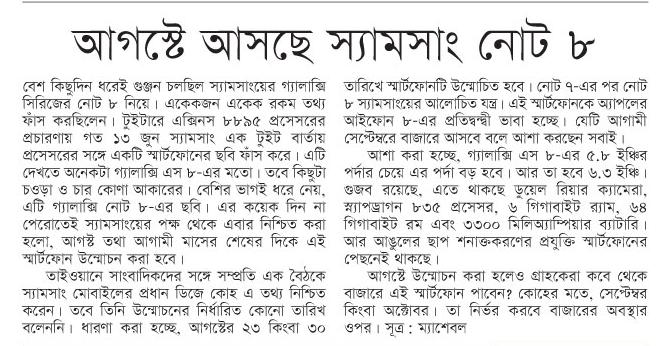 আগস্টে আসছে স্যামসাং নোট ৮
বেশ কিছুদিন ধরেই গুঞ্জন চলছিল স্যামসাংয়ের গ্যালাক্সি
সিরিজের নোট ৮ নিয়ে। একেকজন একেক রকম তথ্য
ফাঁস করছিলেন। টুইটারে এক্সিনস ৮৮৯৫ প্রসেসরের
প্রচারণায় গত ১৩ জুন স্যামসাং এক টুইট বার্তায়
প্রসেসরের সঙ্গে একটি স্মার্টফোনের ছবি ফাঁস করে। এটি
দেখতে অনেকটা গ্যালাক্সি এস ৮-এর মতো। তবে কিছুটা
চওড়া ও চার কোণা আকারের। বেশির ভাগই ধরে নেয়,
এটি গ্যালাক্সি নোট ৮-এর ছবি। এর কয়েক দিন না
পেরোতেই স্যামসাংয়ের পক্ষ থেকে এবার নিশ্চিত করা
হলো, আগস্ট তথা আগামী মাসের শেষের দিকে এই
স্মার্টফোন উন্মোচন করা হবে।
তাইওয়ানে সাংবাদিকদের সঙ্গে সম্প্রতি এক বৈঠকে
স্যামসাং মোবাইলের প্রধান ডিজে কোহ এ তথ্য নিশ্চিত
করেন। তবে তিনি উন্মোচনের নির্ধারিত কোনো তারিখ
বলেননি। ধারণা করা হচ্ছে, আগস্টের ২৩ কিংবা ৩০
তারিখে স্মার্টফোনটি উন্মোচিত হবে। নোট ৭-এর পর নোট
৮ স্যামসাংয়ের আলোচিত যন্ত্র। এই স্মার্টফোনকে অ্যাপলের
আইফোন ৮-এর প্রতিদ্বন্দ্বী ভাবা হচ্ছে। যেটি আগামী
সেপ্টেম্বরে বাজারে আসবে বলে আশা করছেন সবাই।
আশা করা হচ্ছে, গ্যালাক্সি এস ৮-এর ৫.৮ ইঞ্চির
পর্দার চেয়ে এর পর্দা বড় হবে। আর তা হবে ৬.৩ ইঞ্চি।
গুজব রয়েছে, এতে থাকছে ডুয়েল রিয়ার ক্যামেরা,
স্ন্যাপড্রাগন ৮৩৫ প্রসেসর, ৬ গিগাবাইট র‍্যাম, ৬৪
গিগাবাইট রম এবং ৩৩০০ মিলিঅ্যাম্পিয়ার ব্যাটারি।
আর আঙুলের ছাপ শনাক্তকরণের প্রযুক্তি স্মার্টফোনের
পেছনেই থাকছে।
আগস্টে উন্মোচন করা হলেও গ্রাহকেরা কবে থেকে
বাজারে এই স্মার্টফোন পাবেন? কোহের মতে, সেপ্টেম্বর
কিংবা অক্টোবর। তা নির্ভর করবে বাজারের অবস্থার
ওপর। সূত্র : ম্যাশেবল